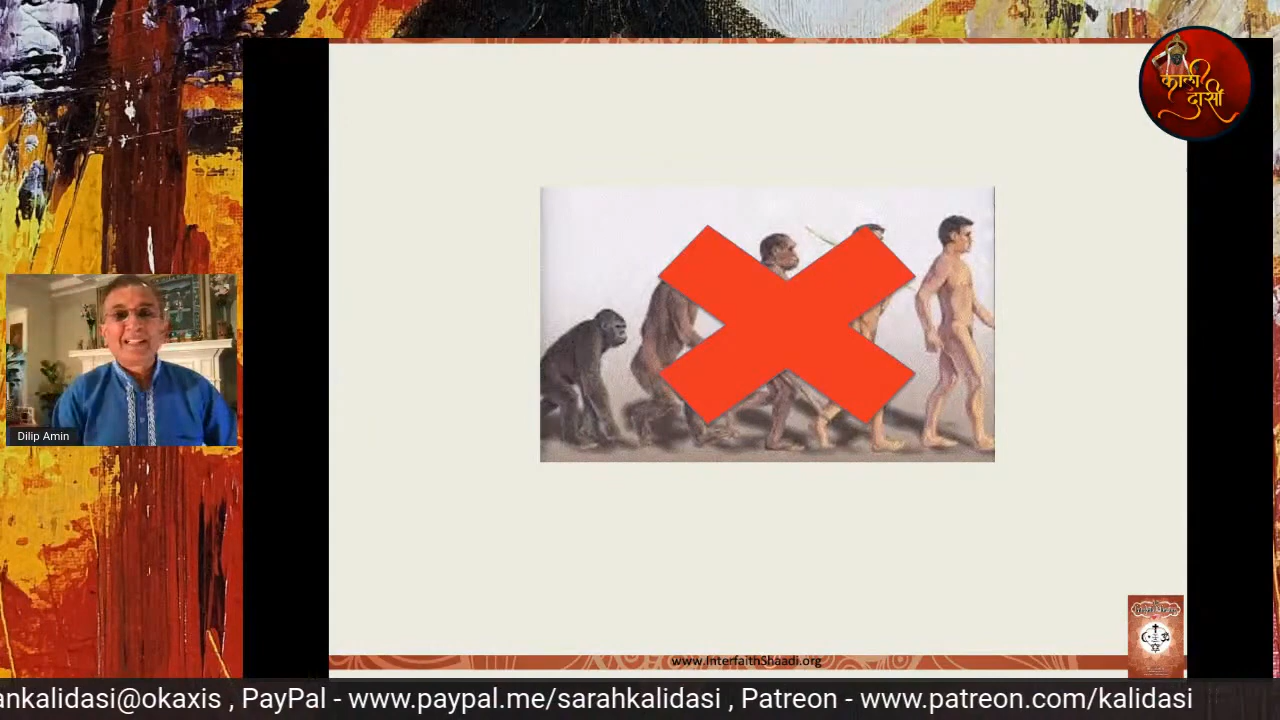 काली
दासी
Dilip Amin
www.InterfaithShaadi.org
ankalidasi@okaxis , PayPal - www.paypal.me/sarahkalidasi , Patreon - www.patreon.com/kalidasi